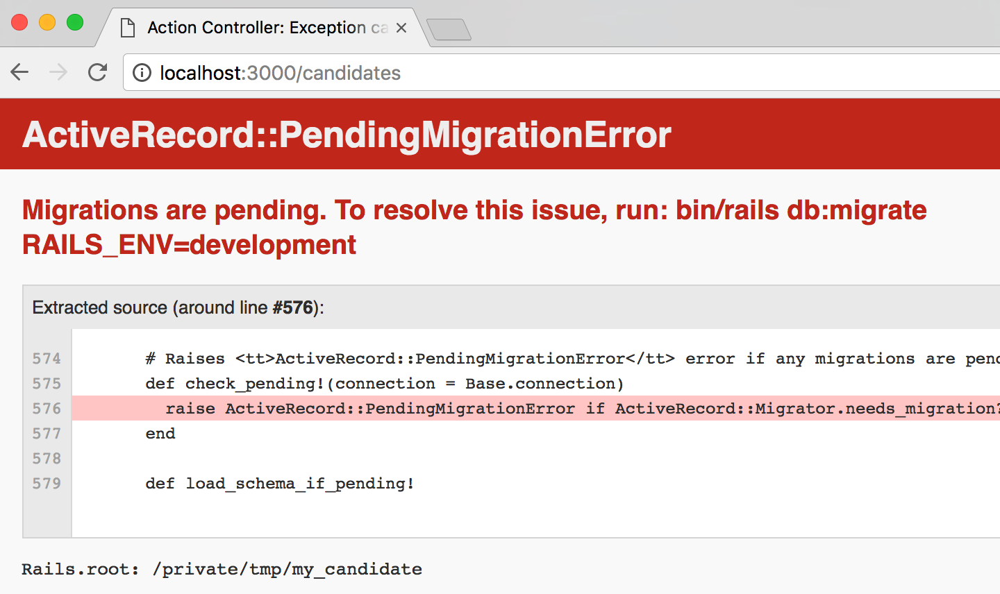 Action Controller: Exception ca
localhost:3000/candidates
ActiveRecord::PendingMigrationError
Migrations are pending. To resolve this issue, run: bin/rails db:migrate
RAILS_ENV=development
Extracted source (around line #576):
574 # Raises <tt>ActiveRecord::PendingMigrationError</tt> error if any migrations are pend
575 def check_pending!(connection = Base.connection)
576 raise ActiveRecord::PendingMigrationError if ActiveRecord::Migrator.needs_migration?
577 end
578
579 def load_schema_if_pending!
Rails.root: /private/tmp/my_candidate